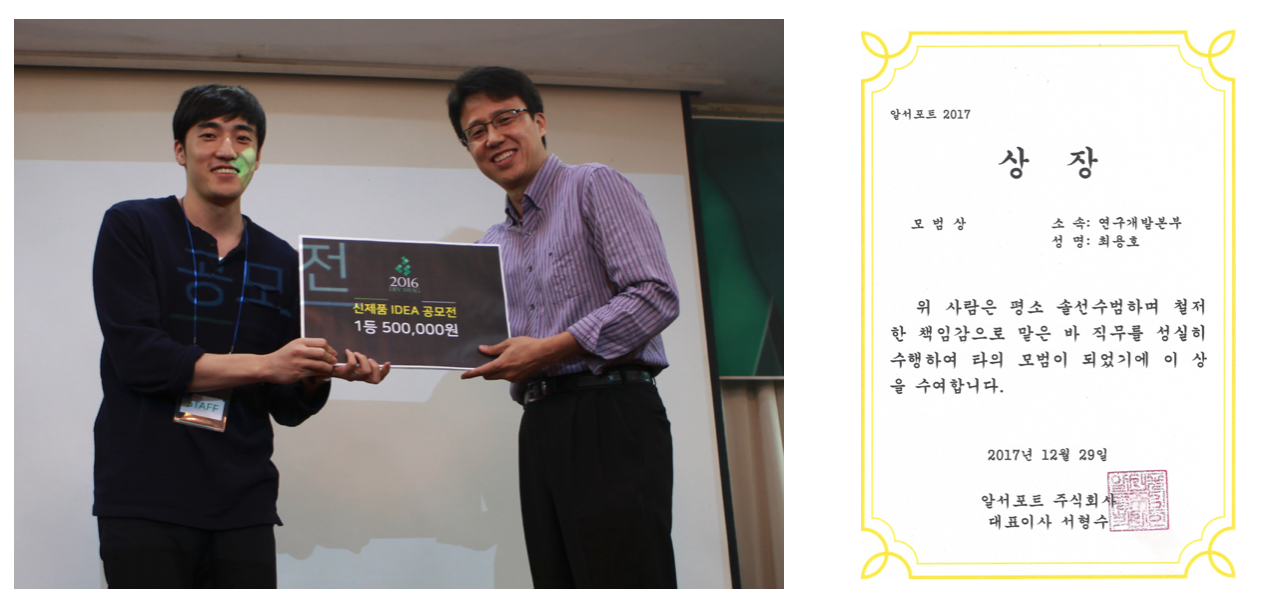 공모전
2016
신제품 IDEA 공모전
1등 500,000원
STAFF
알서포트 2017
상 장
모 범 상
소 속: 연구개발본부
성 명: 최용호
위 사람은 평소 솔선수범하며 철저
한 책임감으로 맡은 바 직무를 성실히
수행하여 타의 모범이 되었기에 이 상
을 수여합니다.
2017년 12월 29일
알서포트 주식회사
대표이사 서형수